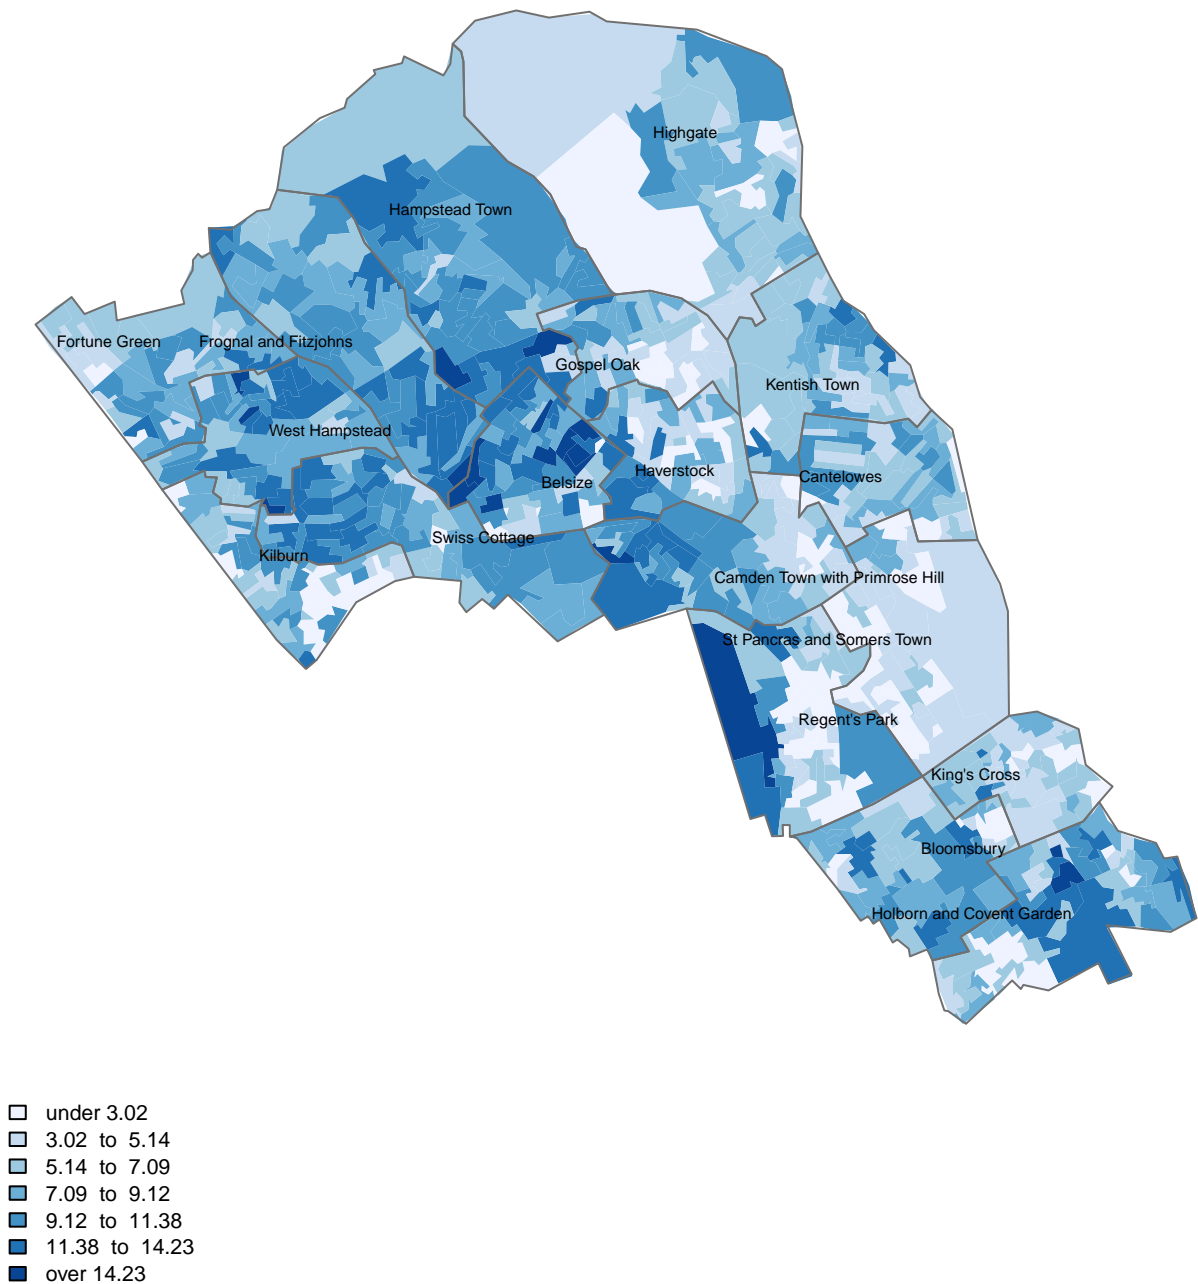 Highgate
Hampstead Town
Fortune Green
Frognal and Fitzjohns
Gospel Oak
Kentish Town
West Hampstead
Haverstock
Cantelowes
Belsize
Swiss Cottage
Kilburn
Camden Town with Primrose Hill
St Pancras and Somers Town
Regent's Park
King's Cross
Bloomsbury
Holborn and Covent Garden
under 3.02
3.02 to 5.14
5.14 to 7.09
7.09 to 9.12
9.12 to 11.38
11.38 to 14.23
over 14.23